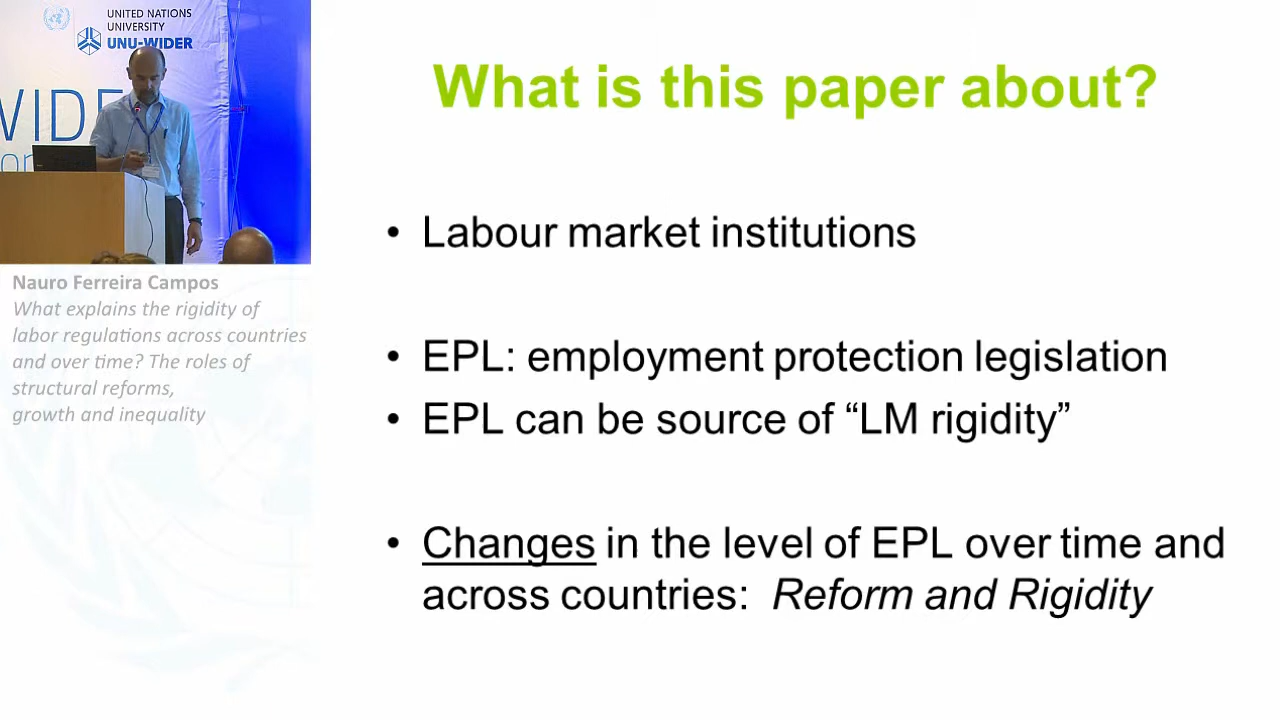 UNITED NATIONS
UNIVERSITY
UNU-WIDER
WIDE
What is this paper about?
Nauro Ferreira Campos
What explains the rigidity of
labor regulations across countries
and over time? The roles of
structural reforms,
growth and inequality
• Labour market institutions
• EPL: employment protection legislation
• EPL can be source of “LM rigidity”
• Changes in the level of EPL over time and
across countries: Reform and Rigidity